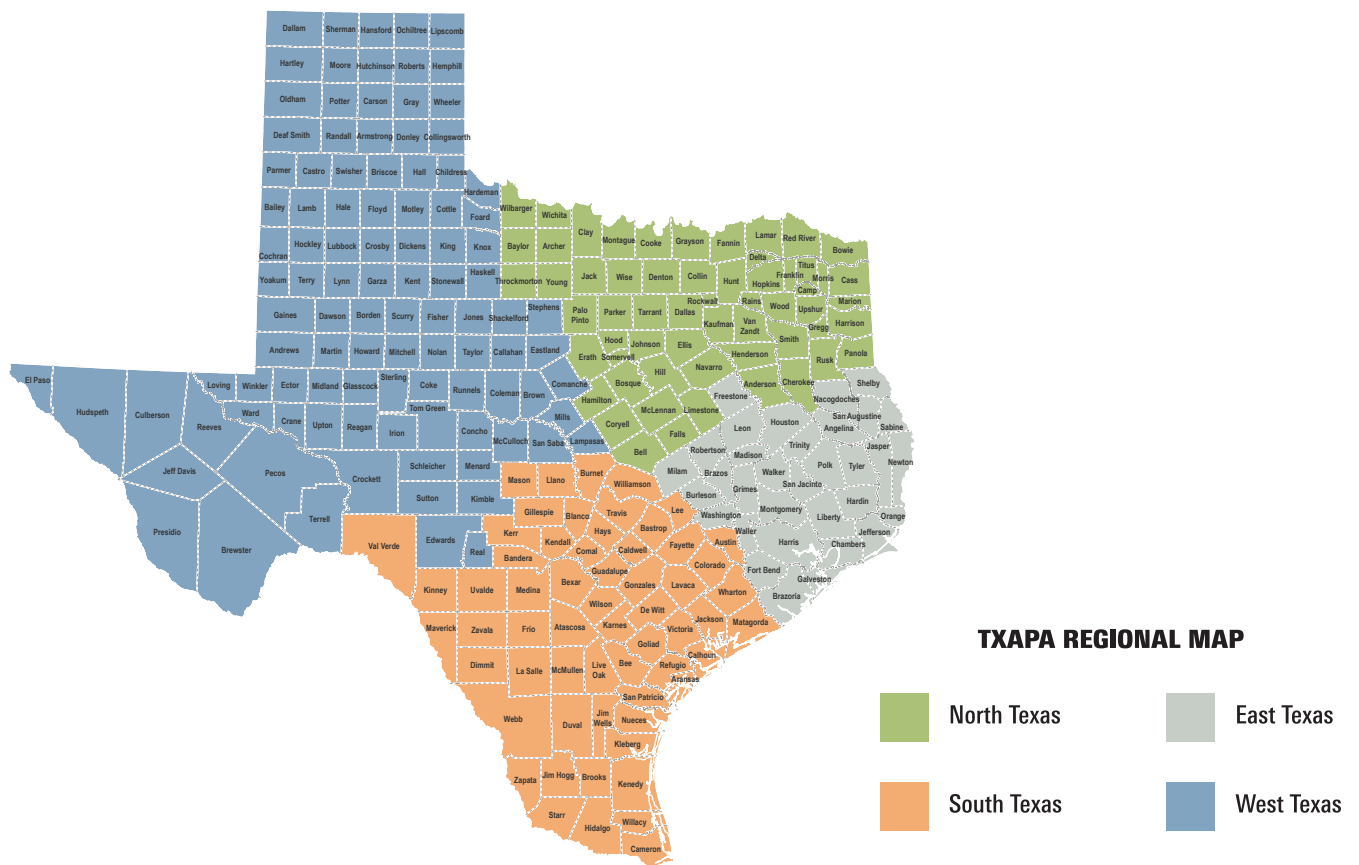 Dallam Sherman Hansford Ochiltree Lipscomb
Hartley Moore Hutchinson Roberts Hemphill
Oldham Potter Carson Gray Wheeler
Deaf Smith Randall Armstrong Donley Collingsworth
Parmer Castro Swisher Briscoe Hall Childress
Hardeman
Bailey Lamb Hale Floyd Motley Cottle Foard Wilbarger Wichita
Clay Montague Cooke Grayson Fannin Lamar Red River Bowie
Cochran Hockley Lubbock Crosby Dickens King Knox Baylor Archer
Delta Titus Franklin Morris Cass
Yoakum Terry Lynn Garza Kent Stonewall Haskell Throckmorton Young Jack Wise Denton Collin Hunt Hopkins Camp
Rockwall Rains Wood Upshur Marion
Gaines Dawson Borden Scurry Fisher Jones Shackelford Stephens Palo Pinto Parker Tarrant Dallas Kaufman Van Zandt Gregg Harrison
Hood Johnson Ellis Smith
Andrews Martin Howard Mitchell Nolan Taylor Callahan Eastland Erath Somervell Henderson Rusk Panola
El Paso Loving Winkler Ector Midland Glasscock Sterling Coke Runnels Coleman Brown Comanche Bosque Hill Navarro Anderson Cherokee Shelby
Hudspeth Culberson Reeves Ward Crane Upton Reagan Irion Tom Green Concho Mills Hamilton McLennan Limestone Freestone Nacogdoches San Augustine Sabine
McCulloch San Saba Lampasas Coryell Falls Leon Houston Angelina
Bell Robertson Madison Trinity Jasper Newton
Jeff Davis Pecos Crockett Schleicher Menard Milam Brazos Walker Polk Tyler
Mason Llano Burnet Williamson Burleson Grimes San Jacinto Hardin
Presidio Brewster Terrell Sutton Kimble Gillespie Blanco Travis Lee Washington Montgomery Liberty Orange
Val Verde Edwards Real Kerr Kendall Hays Bastrop Waller Harris Chambers Jefferson
Bandera Comal Caldwell Fayette Austin
Kinney Uvalde Medina Bexar Guadalupe Gonzales Lavaca Colorado Fort Bend Galveston
Wilson De Witt Wharton Brazoria
Maverick Zavala Frio Atascosa Karnes Victoria Jackson Matagorda
Goliad Calhoun
Dimmit La Salle McMullen Live Oak Bee Refugio Aransas
San Patricio
Webb Duval Jim Wells Nueces
Kleberg
Zapata Jim Hogg Brooks Kenedy
Starr Hidalgo Willacy
Cameron
TXAPA REGIONAL MAP
North Texas East Texas
South Texas West Texas